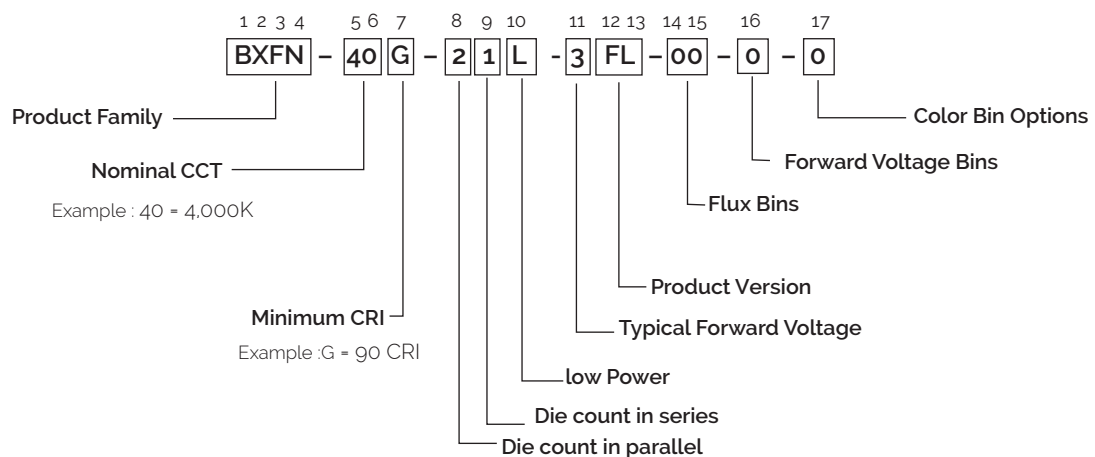 1 2 3 4 5 6 7 8 9 10 11 12 13 14 15 16 17
BXFN – 40 G – 2 1 L - 3 FL – 00 – 0 – 0
Product Family
Color Bin Options
Nominal CCT
Forward Voltage Bins
Example : 40 = 4,000K
Flux Bins
Product Version
Minimum CRI
Typical Forward Voltage
Example :G = 90 CRI
low Power
Die count in series
Die count in parallel